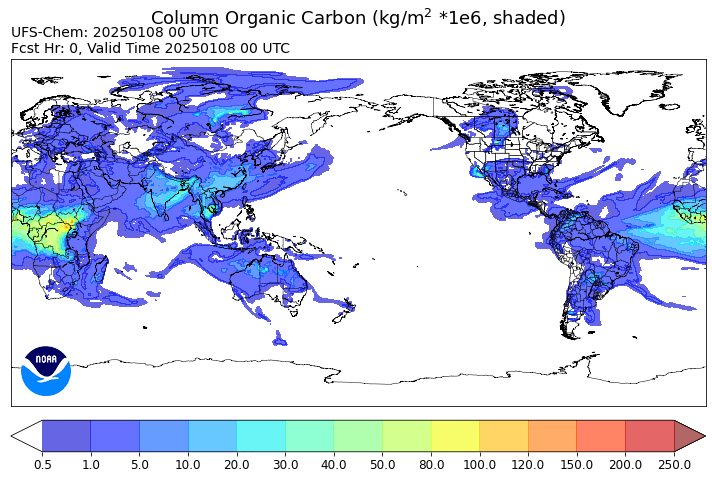 Column Organic Carbon (kg/m² *1e6, shaded)
UFS-Chem: 20250108 00 UTC
Fcst Hr: 0, Valid Time 20250108 00 UTC
NOAA
0.5 1.0 5.0 10.0 20.0 30.0 40.0 50.0 80.0 100.0 120.0 150.0 200.0 250.0